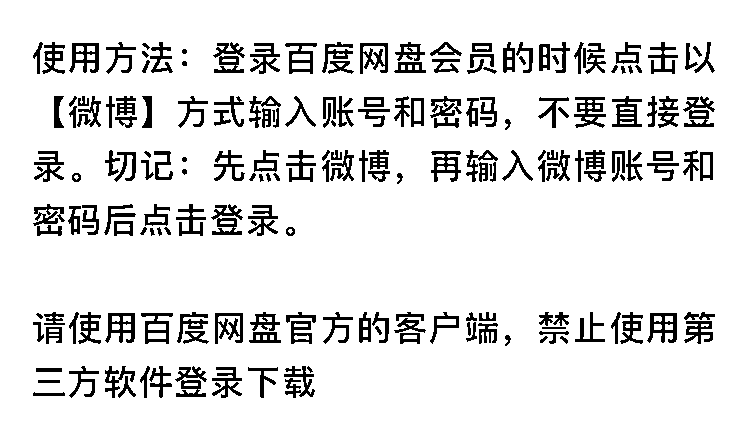 使用方法：登录百度网盘会员的时候点击以
【微博】方式输入账号和密码，不要直接登
录。切记：先点击微博，再输入微博账号和
密码后点击登录。
请使用百度网盘官方的客户端，禁止使用第
三方软件登录下载